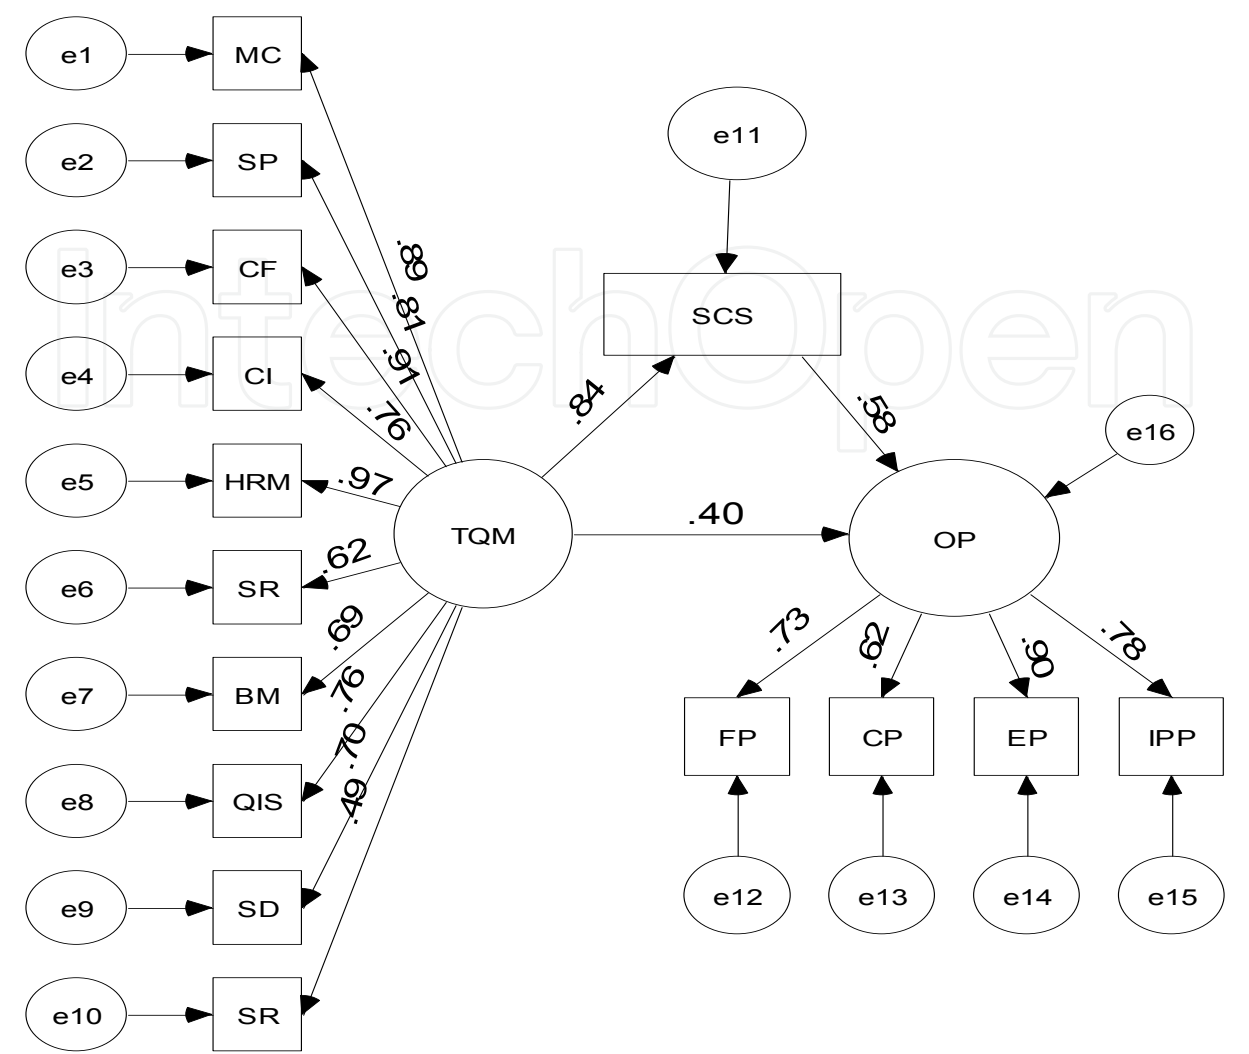 e1
MC
e2
SP
e3
CF
e4
CI
e5
HRM
e6
SR
e7
BM
e8
QIS
e9
SD
e10
SR
.89
.81
.91
.76
.97
.62
.69
.76
.70
.49
TQM
.84
.40
e11
SCS
.58
e16
OP
.73
.62
.90
.78
FP
CP
EP
IPP
e12
e13
e14
e15
IntechOpen